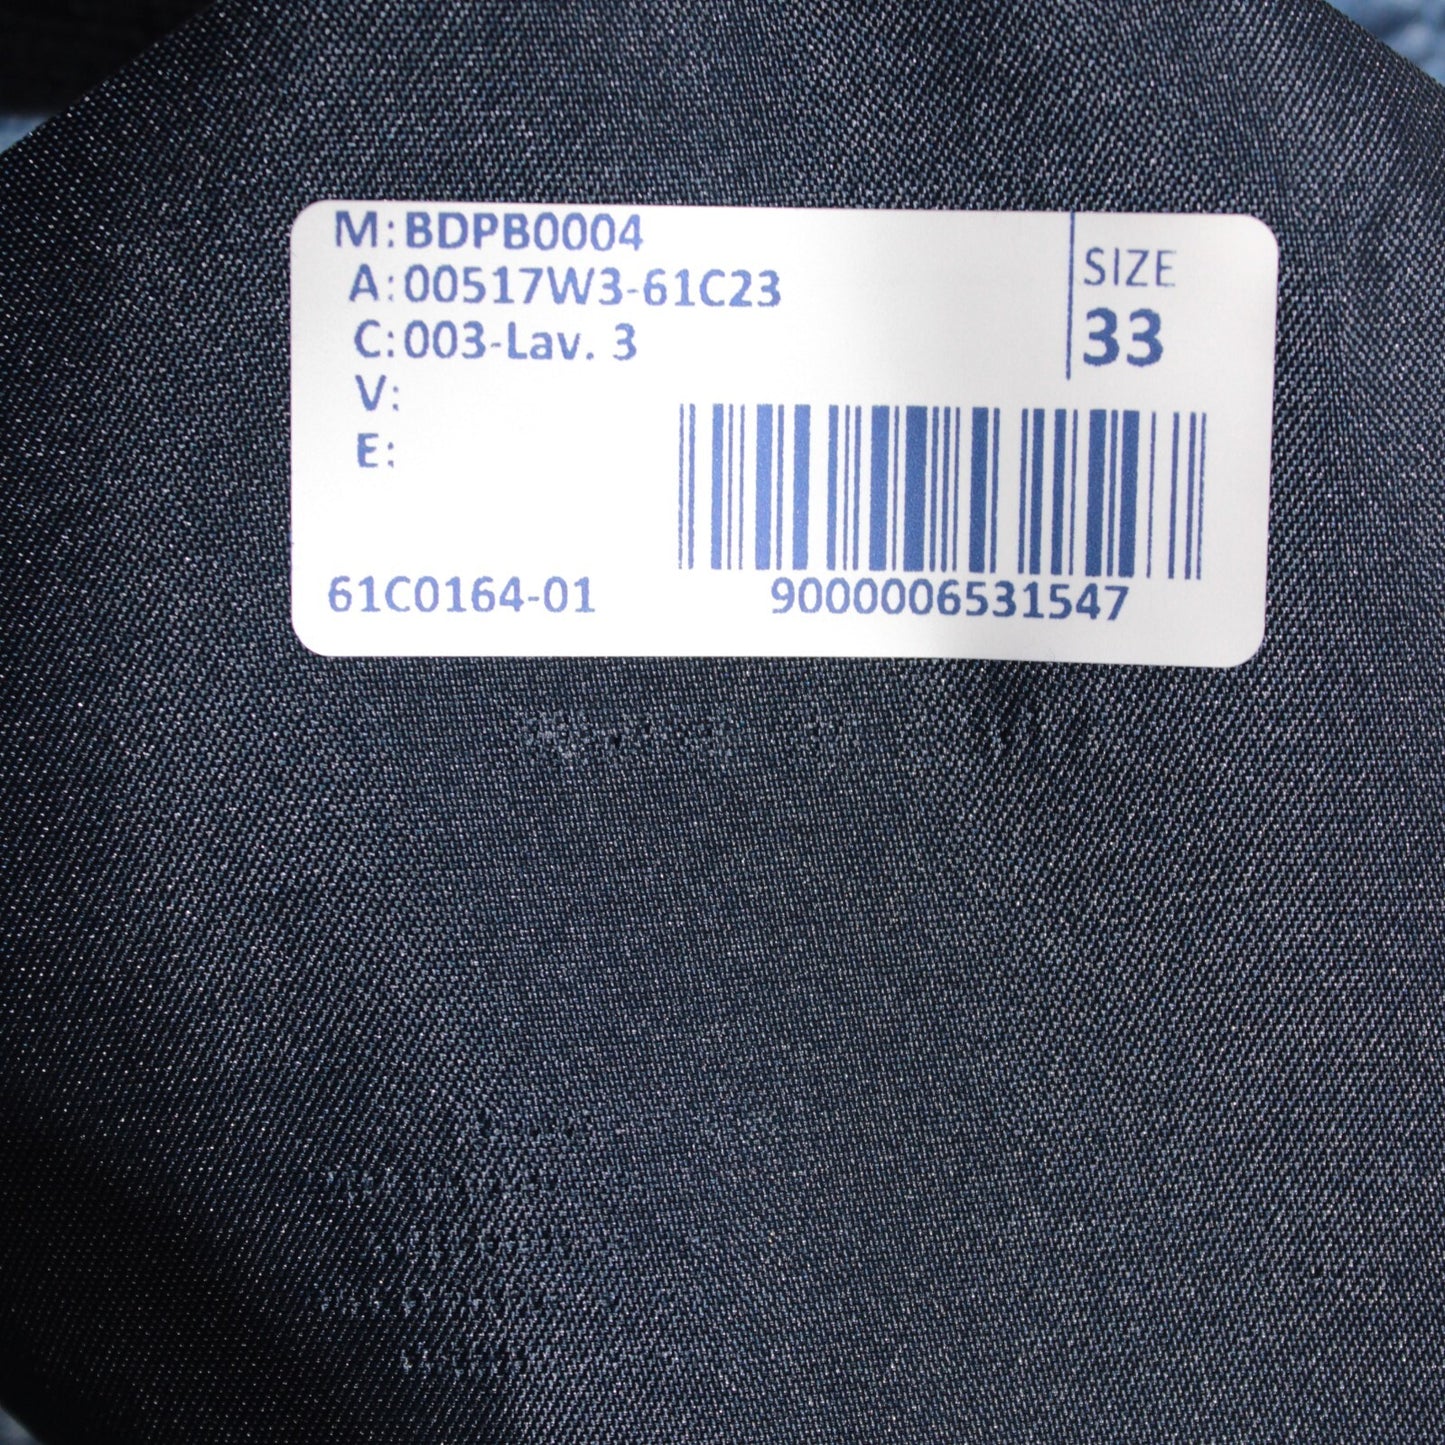 M: BDPB0004
A: 00517W3-61C23
C: 003-Lav. 3
V:
E:
SIZE
33
61C0164-01
9000006531547